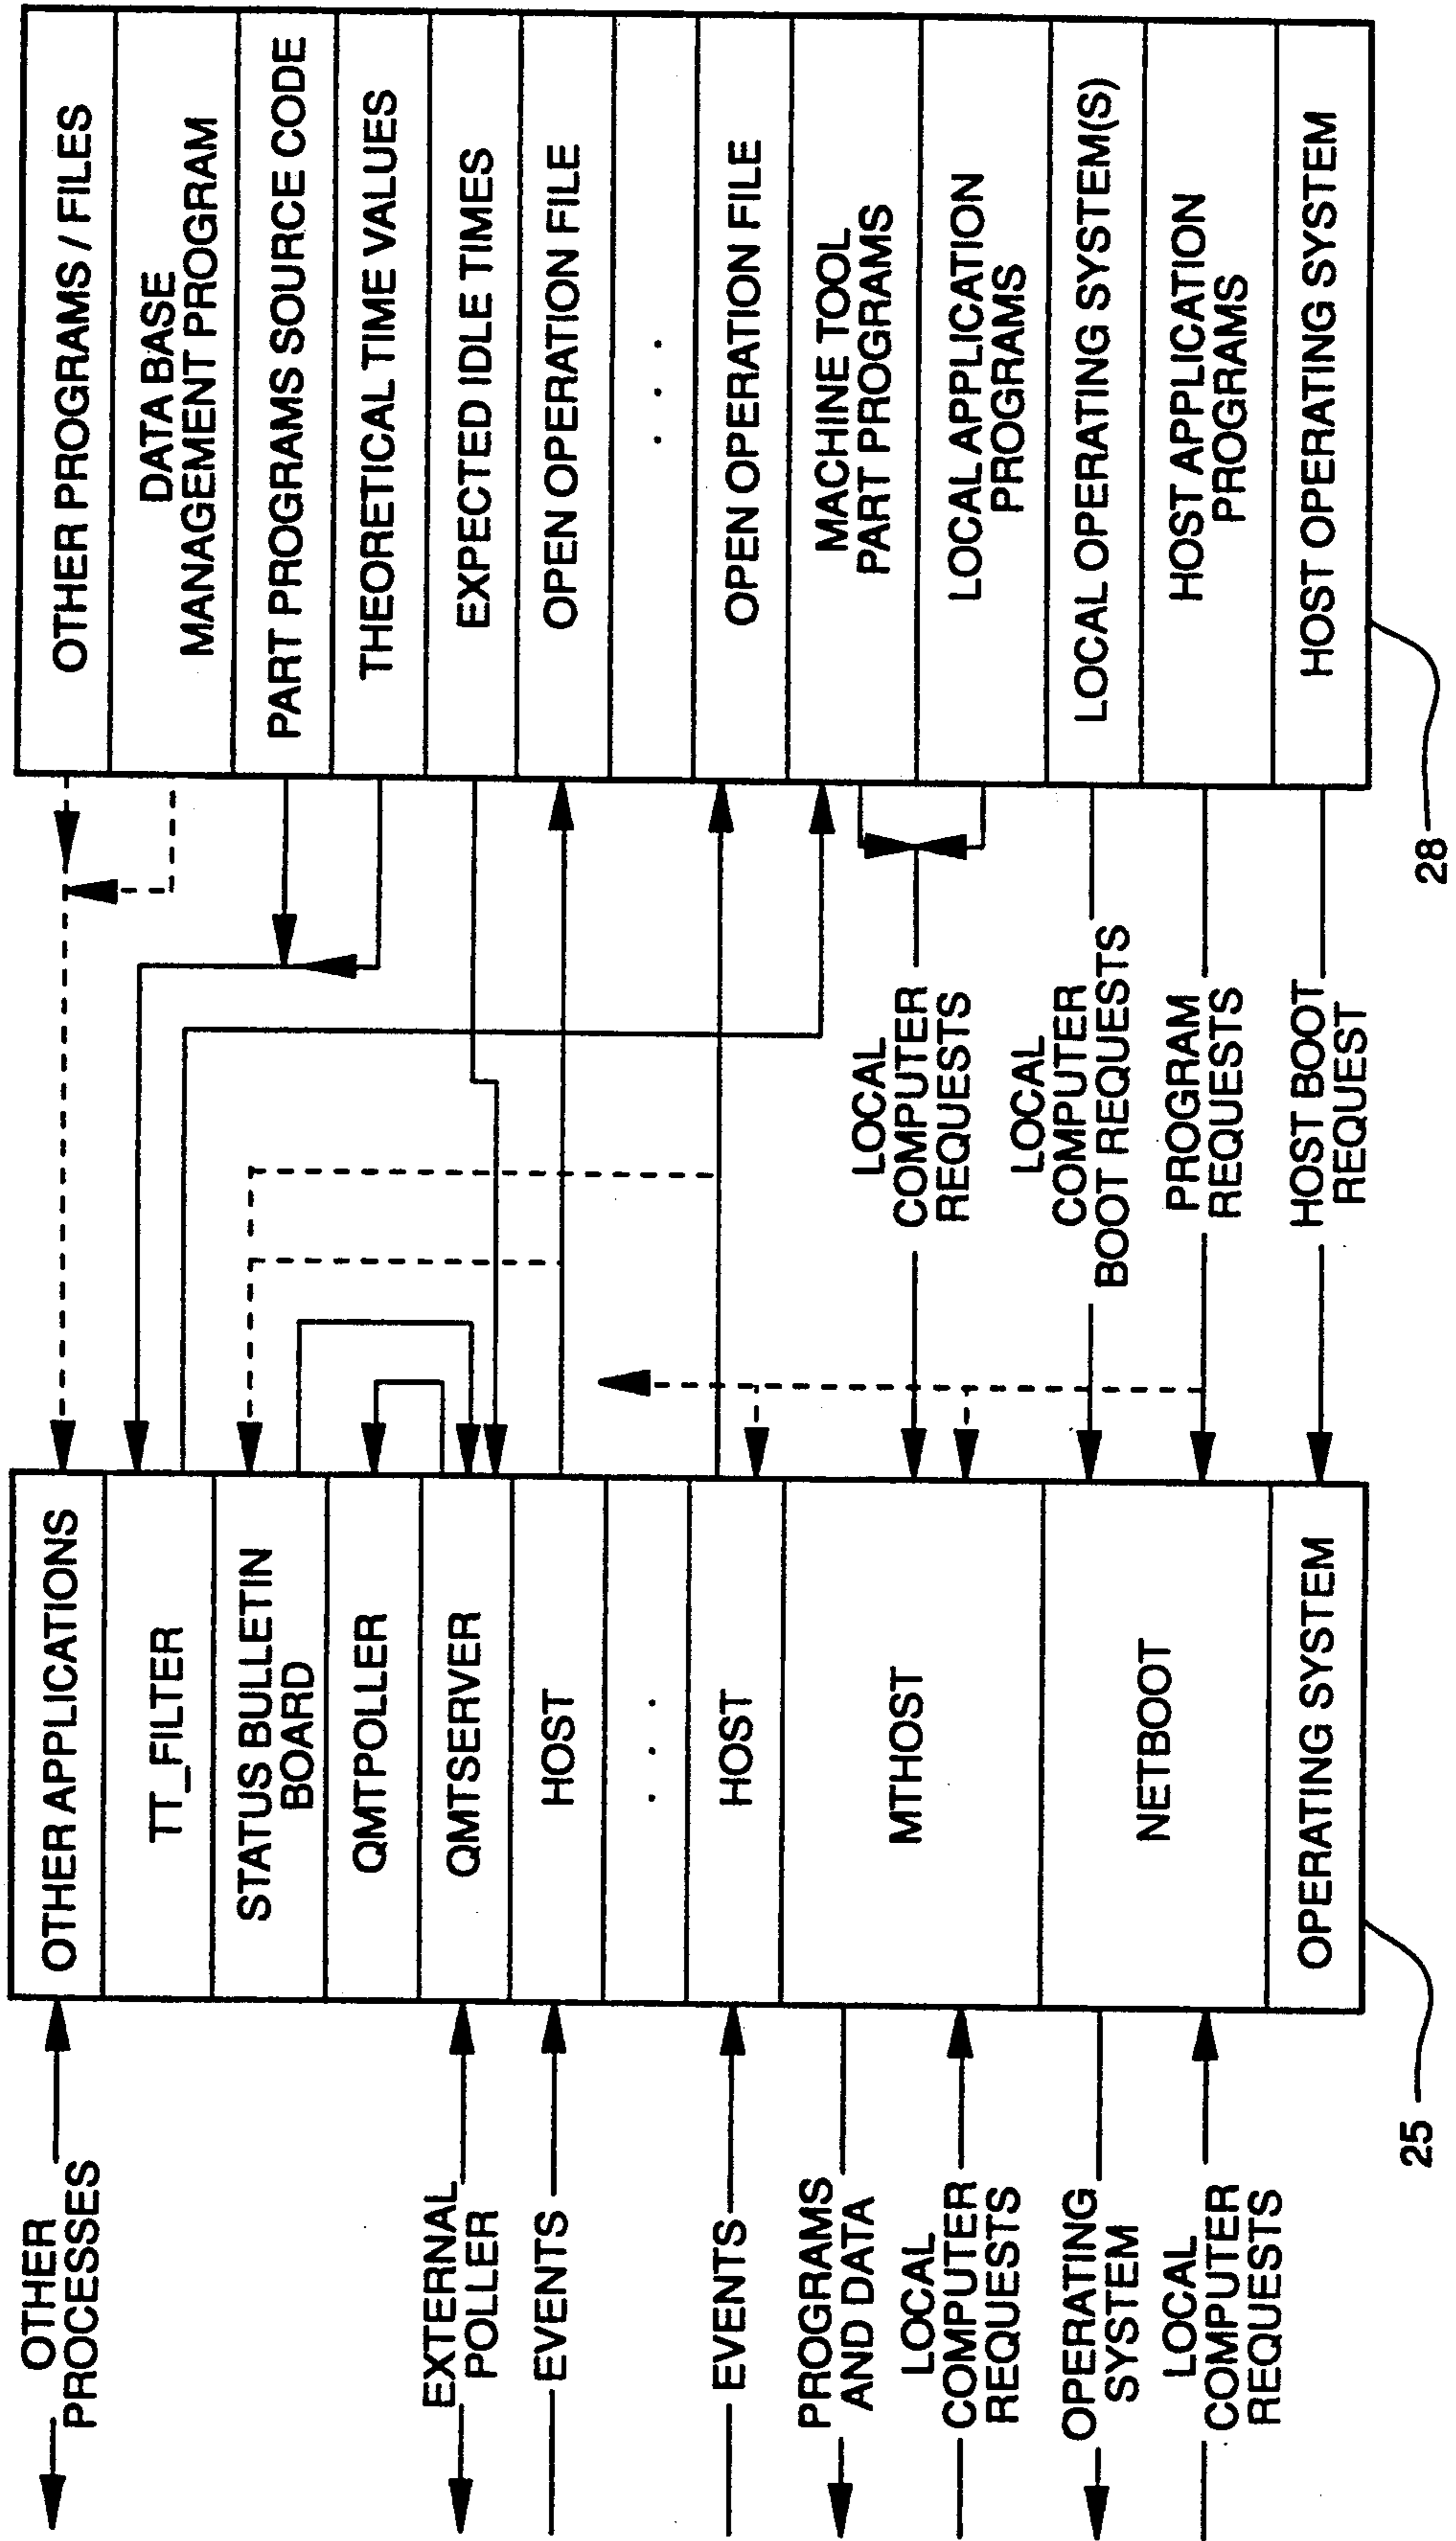 OTHER
PROCESSES
EXTERNAL
POLLER
EVENTS
EVENTS
PROGRAMS
AND DATA
LOCAL
COMPUTER
REQUESTS
OPERATING
SYSTEM
LOCAL
COMPUTER
REQUESTS
OTHER APPLICATIONS
TT_FILTER
STATUS BULLETIN
BOARD
QMTPOLLER
QMTSERVER
HOST
. . .
HOST
MTHOST
NETBOOT
OPERATING SYSTEM
25
LOCAL
COMPUTER
REQUESTS
LOCAL
COMPUTER
BOOT REQUESTS
PROGRAM
REQUESTS
HOST BOOT
REQUEST
OTHER PROGRAMS / FILES
DATA BASE
MANAGEMENT PROGRAM
PART PROGRAMS SOURCE CODE
THEORETICAL TIME VALUES
EXPECTED IDLE TIMES
OPEN OPERATION FILE
. . .
OPEN OPERATION FILE
MACHINE TOOL
PART PROGRAMS
LOCAL APPLICATION
PROGRAMS
LOCAL OPERATING SYSTEM(S)
HOST APPLICATION
PROGRAMS
HOST OPERATING SYSTEM
28